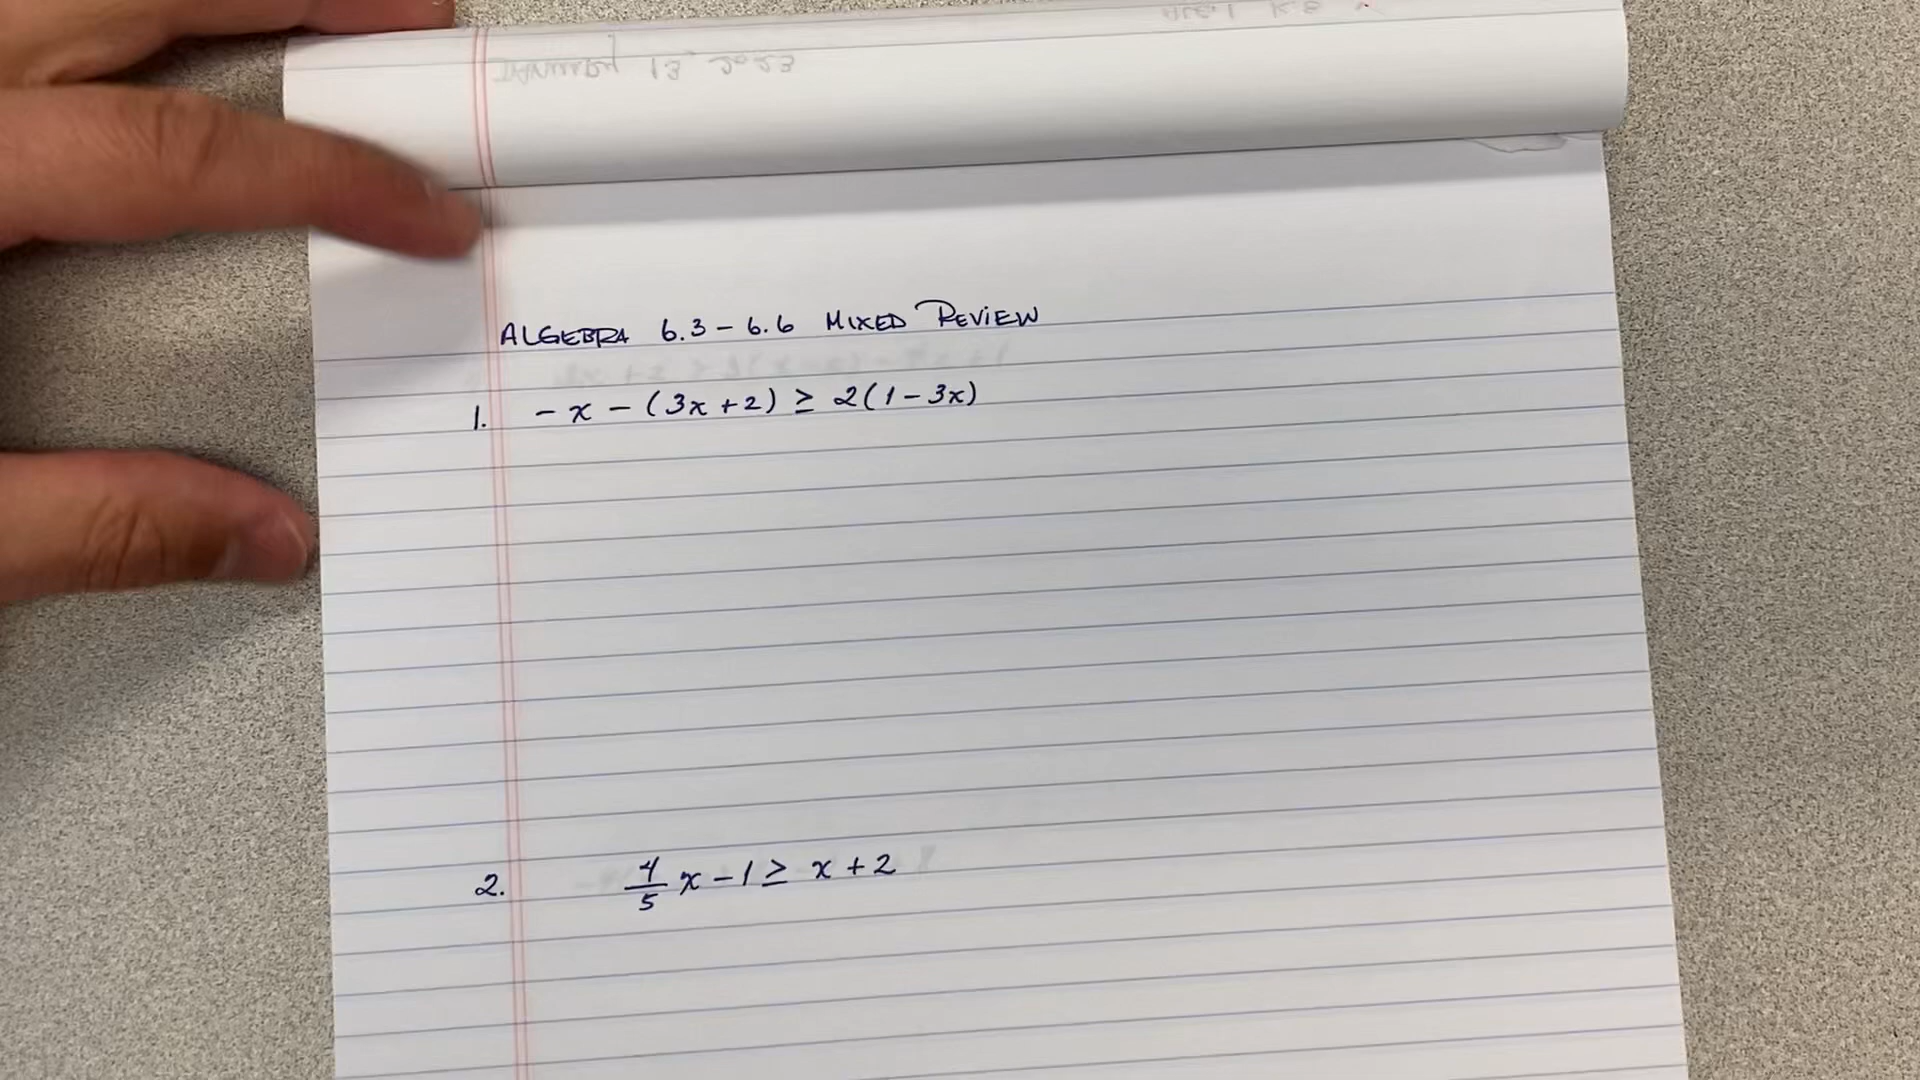 ALGEBRA 6.3 - 6.6 MIXED REVIEW
1. - x - (3x + 2) ≥ 2(1 - 3x)
2. 4/5 x - 1 ≥ x + 2